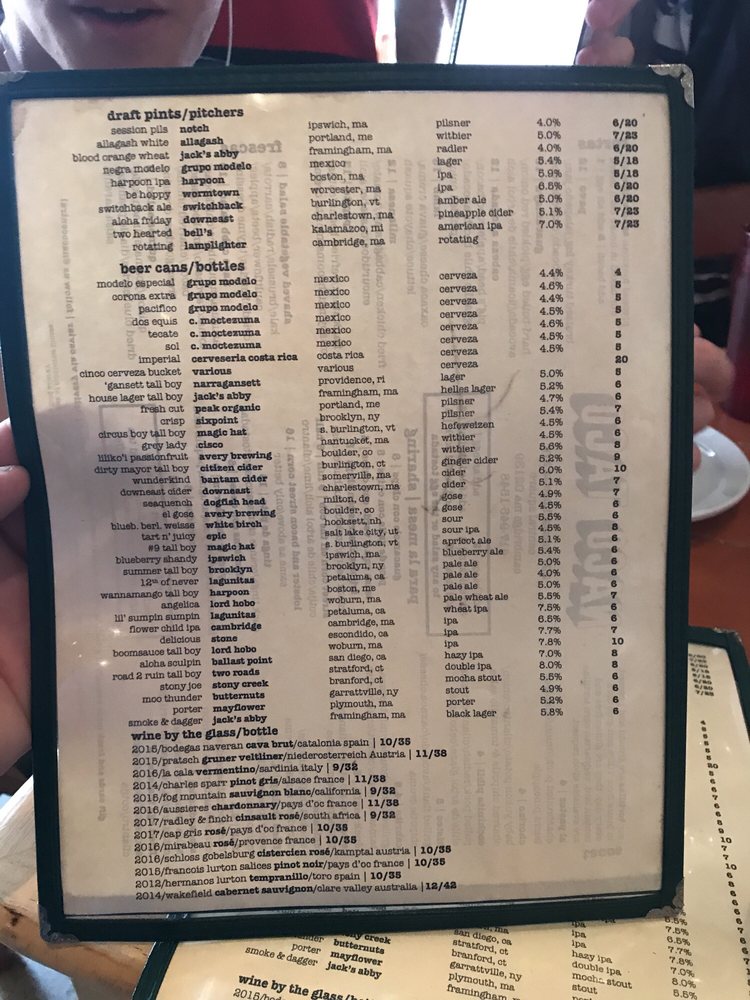 draft pints/pitchers
session pils notch ipswich, ma pilsner 4.0% 6/20
allagash white allagash portland, me witbier 5.0% 7/23
blood orange wheat jack's abby framingham, ma radler 4.0% 6/20
negra modelo grupo modelo mexico lager 5.4% 5/18
harpoon ipa harpoon boston, ma ipa 5.9% 5/18
be hoppy wormtown worcester, ma ipa 6.5% 6/20
switchback ale switchback burlington, vt amber ale 5.0% 6/20
aloha friday downeast charlestown, ma pineapple cider 5.1% 7/23
two hearted bell's kalamazoo, mi american ipa 7.0% 7/23
rotating lamplighter cambridge, ma rotating
beer cans/bottles
modelo especial grupo modelo mexico cerveza 4.4% 4
corona extra grupo modelo mexico cerveza 4.6% 5
pacifico grupo modelo mexico cerveza 4.4% 5
dos equis c. moctezuma mexico cerveza 4.5% 5
tecate c. moctezuma mexico cerveza 4.6% 5
sol c. moctezuma mexico cerveza 4.5% 5
imperial cerveseria costa rica costa rica cerveza 4.5% 5
cinco cerveza bucket various various cerveza 20
'gansett tall boy narragansett providence, ri lager 5.0% 5
house lager tall boy jack's abby framingham, ma helles lager 5.2% 6
fresh cut peak organic portland, me pilsner 4.7% 6
crisp sixpoint brooklyn, ny pilsner 5.4% 7
circus boy tall boy magic hat s. burlington, vt hefeweizen 4.5% 6
grey lady cisco nantucket, ma witbier 4.5% 6
liliko'i passionfruit avery brewing boulder, co witbier 5.6% 6
dirty mayor tall boy citizen cider burlington, ct ginger cider 5.2% 8
wunderkind bantam cider somerville, ma cider 6.0% 9
downeast cider downeast charlestown, ma cider 5.1% 10
seaquench dogfish head milton, de gose 4.9% 7
el gose avery brewing boulder, co gose 4.5% 7
blueb. berl. weisse white birch hooksett, nh sour 5.5% 6
tart n' juicy epic salt lake city, ut sour ipa 4.5% 8
#9 tall boy magic hat s. burlington, vt apricot ale 5.1% 6
blueberry shandy ipswich ipswich, ma blueberry ale 5.4% 6
summer tall boy brooklyn brooklyn, ny pale ale 5.0% 6
12th of never lagunitas petaluma, ca pale ale 4.0% 6
wannamango tall boy harpoon boston, me pale ale 5.0% 6
angelica lord hobo woburn, ma pale wheat ale 5.5% 7
lil' sumpin sumpin lagunitas petaluma, ca wheat ipa 7.5% 6
flower child ipa cambridge cambridge, ma ipa 6.5% 6
delicious stone escondido, ca ipa 7.7% 7
boomsauce tall boy lord hobo woburn, ma ipa 7.8% 10
aloha sculpin ballast point san diego, ca hazy ipa 7.0% 8
road 2 ruin tall boy two roads stratford, ct double ipa 8.0% 8
stony joe stony creek branford, ct mocha stout 5.5% 6
moo thunder butternuts garrattville, ny stout 4.9% 6
porter mayflower plymouth, ma porter 5.2% 6
smoke & dagger jack's abby framingham, ma black lager 5.8% 6
wine by the glass/bottle
2015/bodegas naveran cava brut/catalonia spain | 10/35
2015/pratsch gruner veltliner/niederosterreich Austria | 11/38
2016/la cala vermentino/sardinia italy | 9/32
2014/charles sparr pinot gris/alsace france | 11/38
2015/fog mountain sauvignon blanc/california | 9/32
2016/aussieres chardonnary/pays d'oc france | 11/38
2017/radley & finch cinsault rosé/south africa | 9/32
2017/cap gris rosé/pays d'oc france | 10/35
2016/mirabeau rosé/provence france | 10/35
2016/schloss gobelsburg cistercien rosé/kamptal austria | 10/35
2015/francois lurton salices pinot noir/pays d'oc france | 10/35
2012/hermanos lurton tempranillo/toro spain | 10/35
2014/wakefield cabernet sauvignon/clare valley australia | 12/42